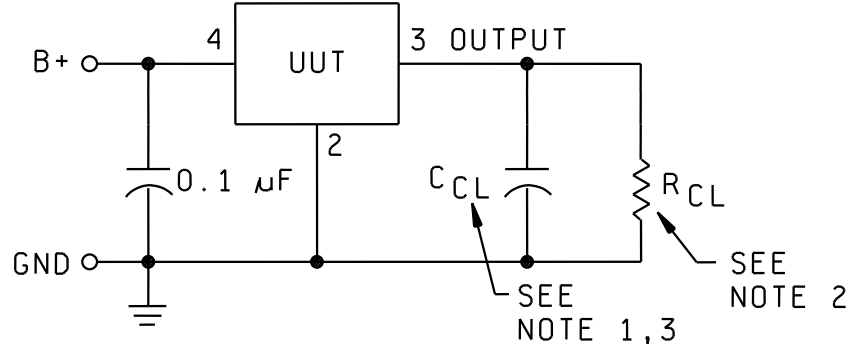 4
UUT
3 OUTPUT
B+
2
0.1 µF
C CL
R CL
GND
SEE
NOTE 2
SEE
NOTE 1,3